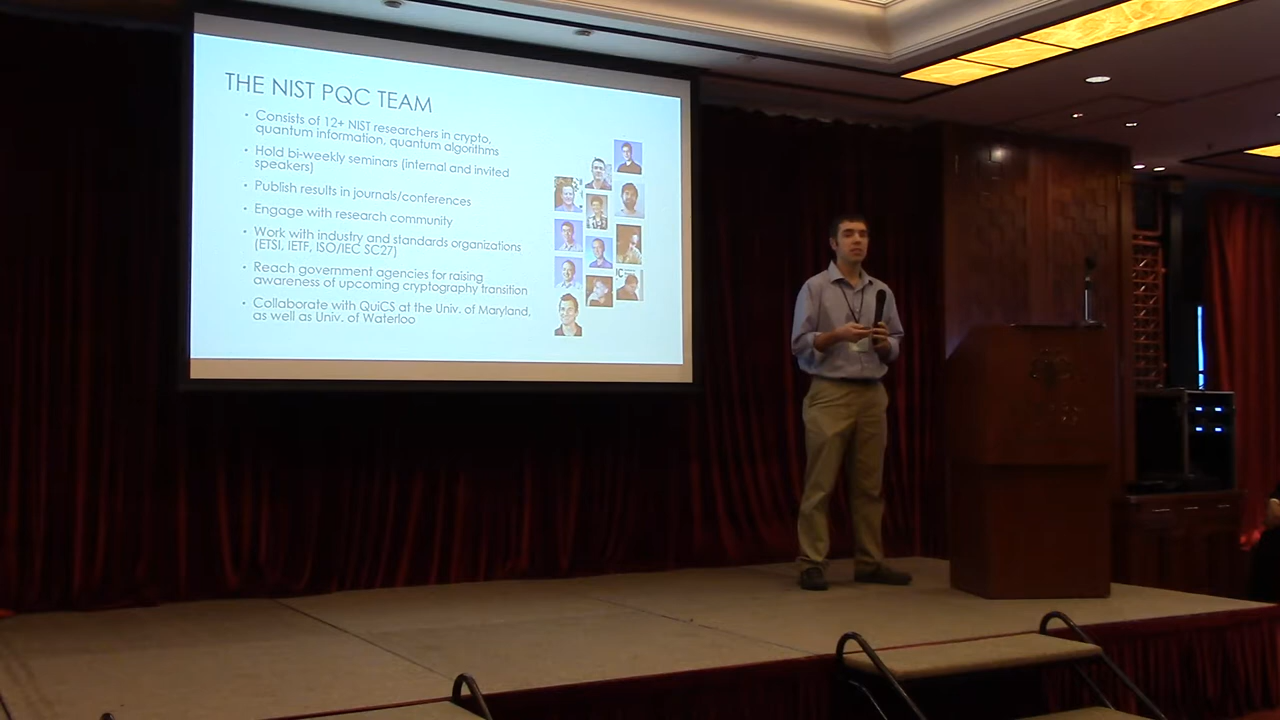 THE NIST PQC TEAM
• Consists of 12+ NIST researchers in crypto,
quantum information, quantum algorithms
• Hold bi-weekly seminars (internal and invited
speakers)
• Publish results in journals/conferences
• Engage with research community
• Work with industry and standards organizations
(ETSI, IETF, ISO/IEC SC27)
• Reach government agencies for raising
awareness of upcoming cryptography transition
• Collaborate with QuiCS at the Univ. of Maryland,
as well as Univ. of Waterloo